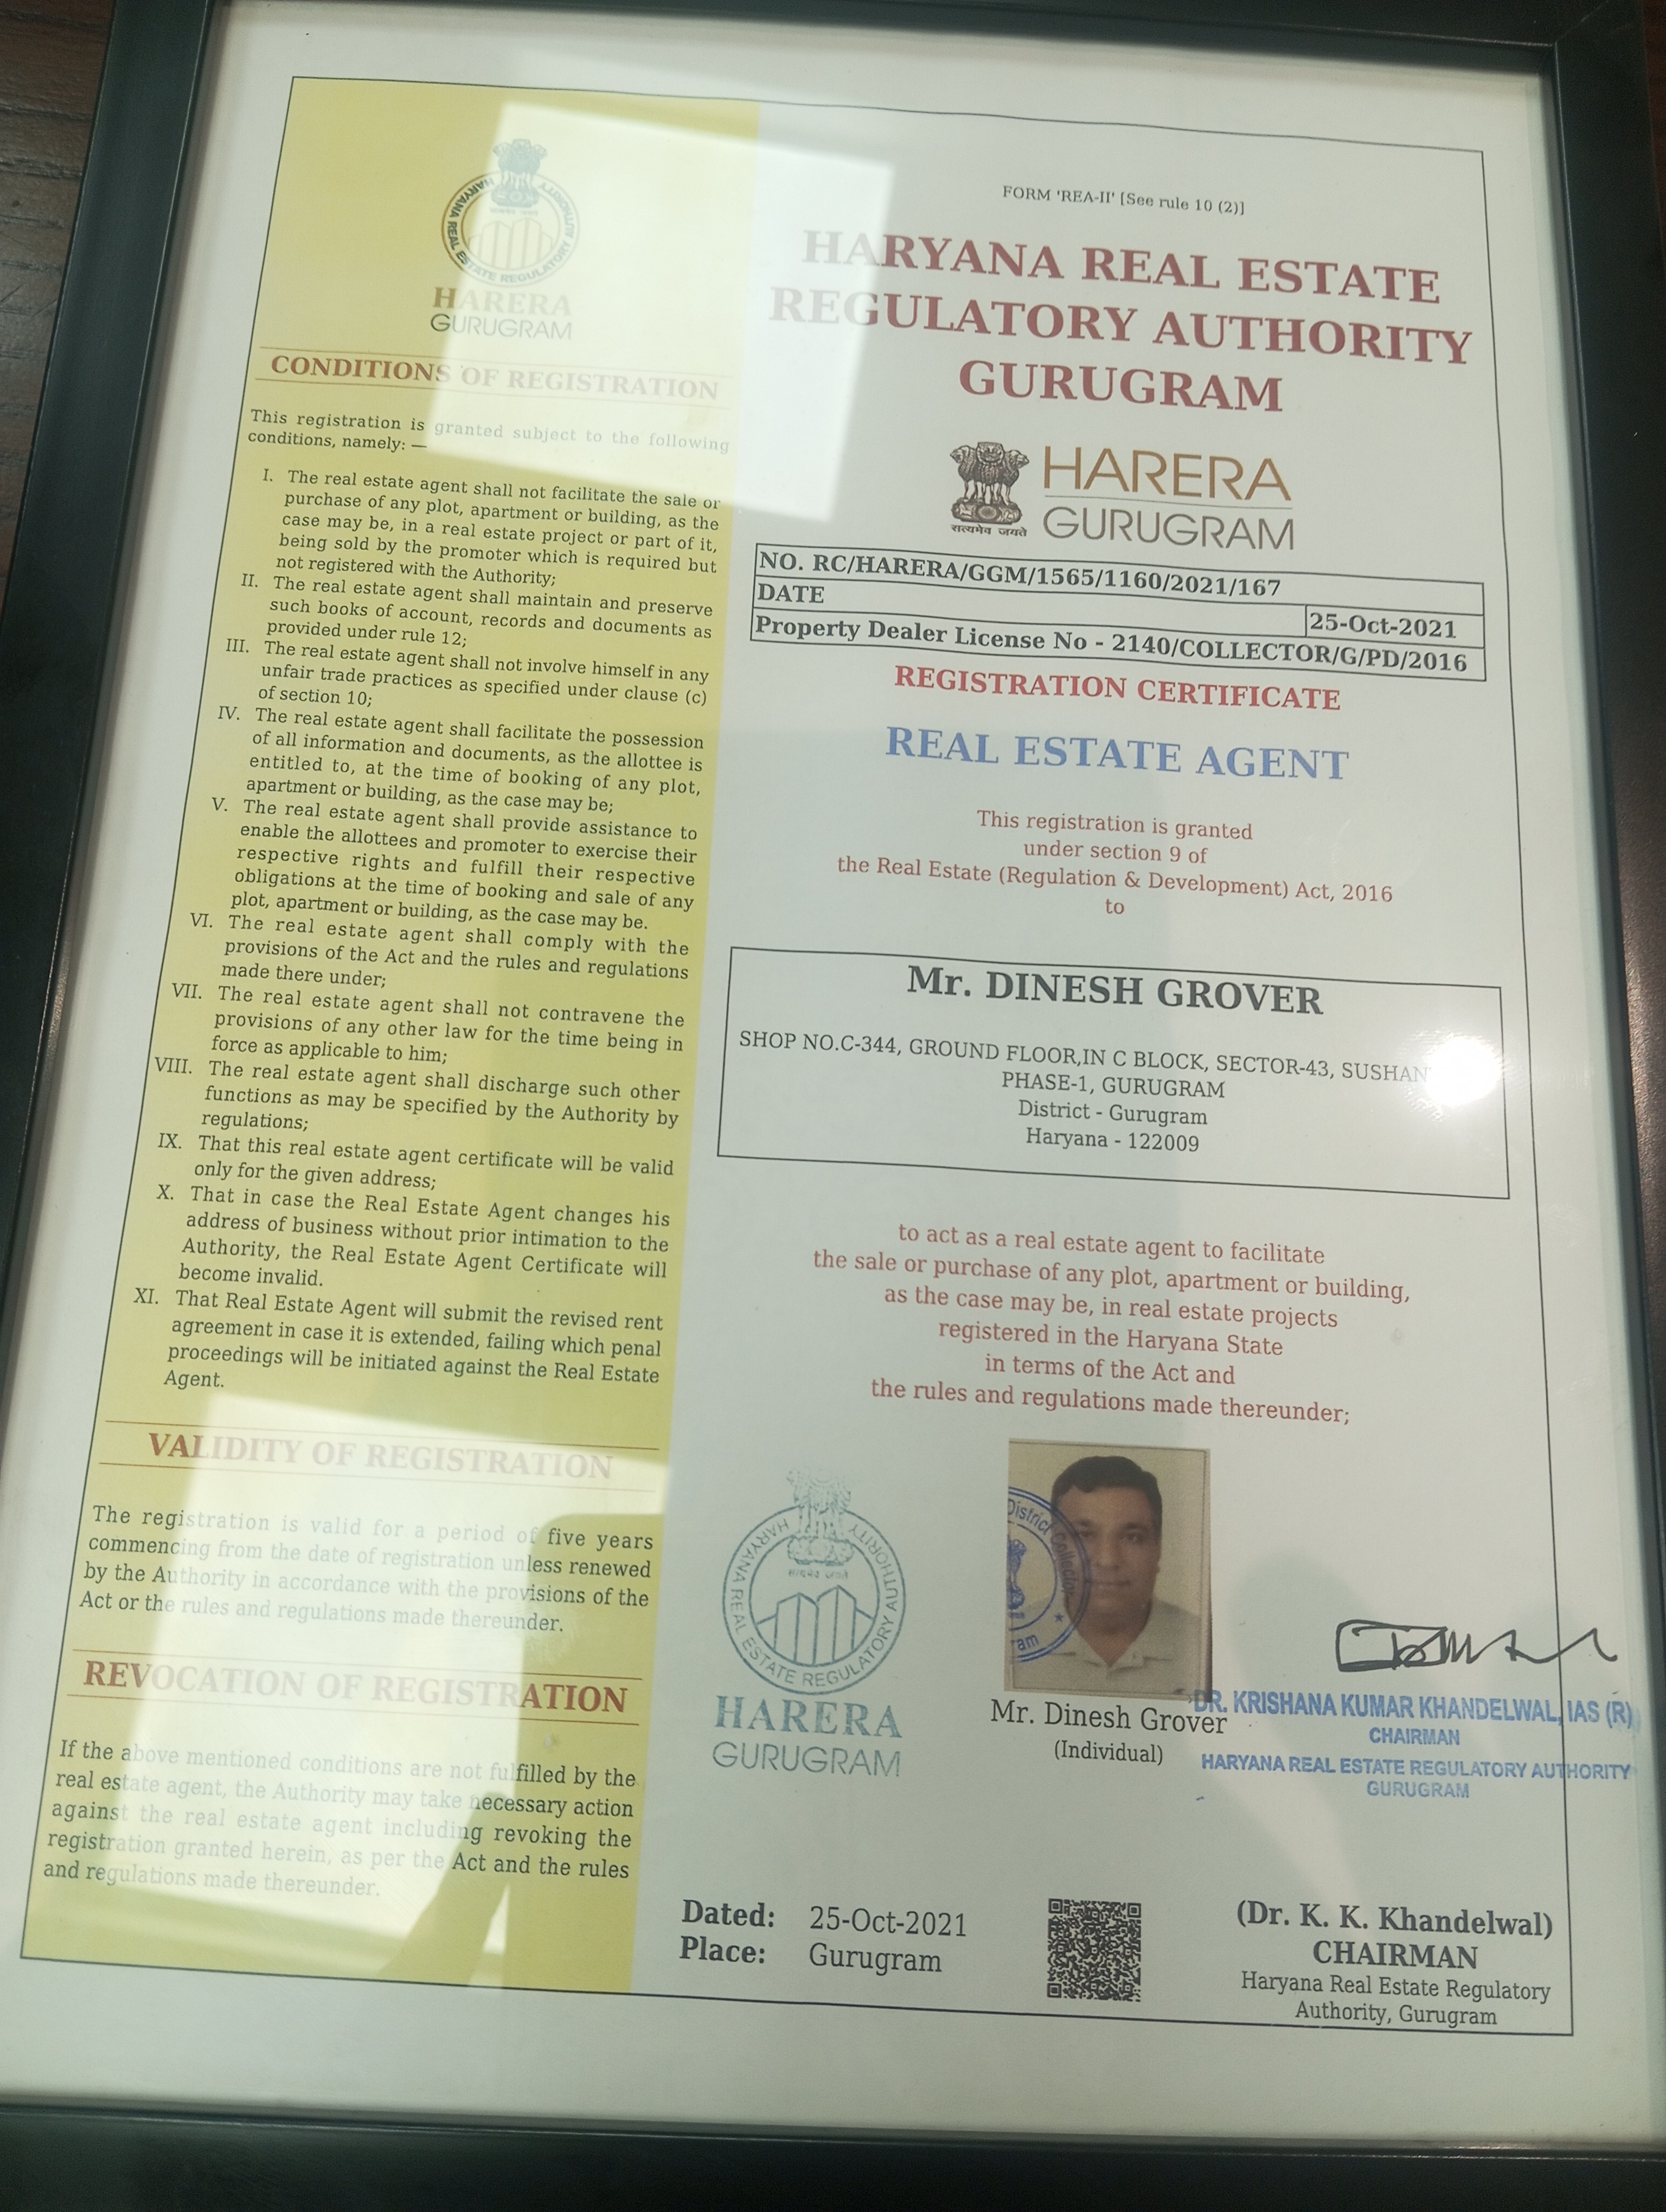 HARYANA REAL ESTATE REGULATORY AUTHORITY
सत्यमेव जयते
HARERA
GURUGRAM
CONDITIONS OF REGISTRATION
This registration is granted subject to the following
conditions, namely: —
I. The real estate agent shall not facilitate the sale or
purchase of any plot, apartment or building, as the
case may be, in a real estate project or part of it,
being sold by the promoter which is required but
not registered with the Authority;
II. The real estate agent shall maintain and preserve
such books of account, records and documents as
provided under rule 12;
III. The real estate agent shall not involve himself in any
unfair trade practices as specified under clause (c)
of section 10;
IV. The real estate agent shall facilitate the possession
of all information and documents, as the allottee is
entitled to, at the time of booking of any plot,
apartment or building, as the case may be;
V. The real estate agent shall provide assistance to
enable the allottees and promoter to exercise their
respective rights and fulfill their respective
obligations at the time of booking and sale of any
plot, apartment or building, as the case may be.
VI. The real estate agent shall comply with the
provisions of the Act and the rules and regulations
made there under;
VII. The real estate agent shall not contravene the
provisions of any other law for the time being in
force as applicable to him;
VIII. The real estate agent shall discharge such other
functions as may be specified by the Authority by
regulations;
IX. That this real estate agent certificate will be valid
only for the given address;
X. That in case the Real Estate Agent changes his
address of business without prior intimation to the
Authority, the Real Estate Agent Certificate will
become invalid.
XI. That Real Estate Agent will submit the revised rent
agreement in case it is extended, failing which penal
proceedings will be initiated against the Real Estate
Agent.
VALIDITY OF REGISTRATION
The registration is valid for a period of five years
commencing from the date of registration unless renewed
by the Authority in accordance with the provisions of the
Act or the rules and regulations made thereunder.
REVOCATION OF REGISTRATION
If the above mentioned conditions are not fulfilled by the
real estate agent, the Authority may take necessary action
against the real estate agent including revoking the
registration granted herein, as per the Act and the rules
and regulations made thereunder.
FORM 'REA-II' [See rule 10 (2)]
HARYANA REAL ESTATE
REGULATORY AUTHORITY
GURUGRAM
सत्यमेव जयते
HARERA
GURUGRAM
NO. RC/HARERA/GGM/1565/1160/2021/167
DATE 25-Oct-2021
Property Dealer License No - 2140/COLLECTOR/G/PD/2016
REGISTRATION CERTIFICATE
REAL ESTATE AGENT
This registration is granted
under section 9 of
the Real Estate (Regulation & Development) Act, 2016
to
Mr. DINESH GROVER
SHOP NO.C-344, GROUND FLOOR,IN C BLOCK, SECTOR-43,
PHASE-1, GURUGRAM
District - Gurugram
Haryana - 122009
to act as a real estate agent to facilitate
the sale or purchase of any plot, apartment or building,
as the case may be, in real estate projects
registered in the Haryana State
in terms of the Act and
the rules and regulations made thereunder;
HARYANA REAL ESTATE REGULATORY AUTHORITY
सत्यमेव जयते
HARERA
GURUGRAM
District Collector
Mr. Dinesh Grover
(Individual)
DR. KRISHANA KUMAR KHANDELWAL, IAS (R)
CHAIRMAN
HARYANA REAL ESTATE REGULATORY AUTHORITY
GURUGRAM
Dated: 25-Oct-2021
Place: Gurugram
(Dr. K. K. Khandelwal)
CHAIRMAN
Haryana Real Estate Regulatory
Authority, Gurugram